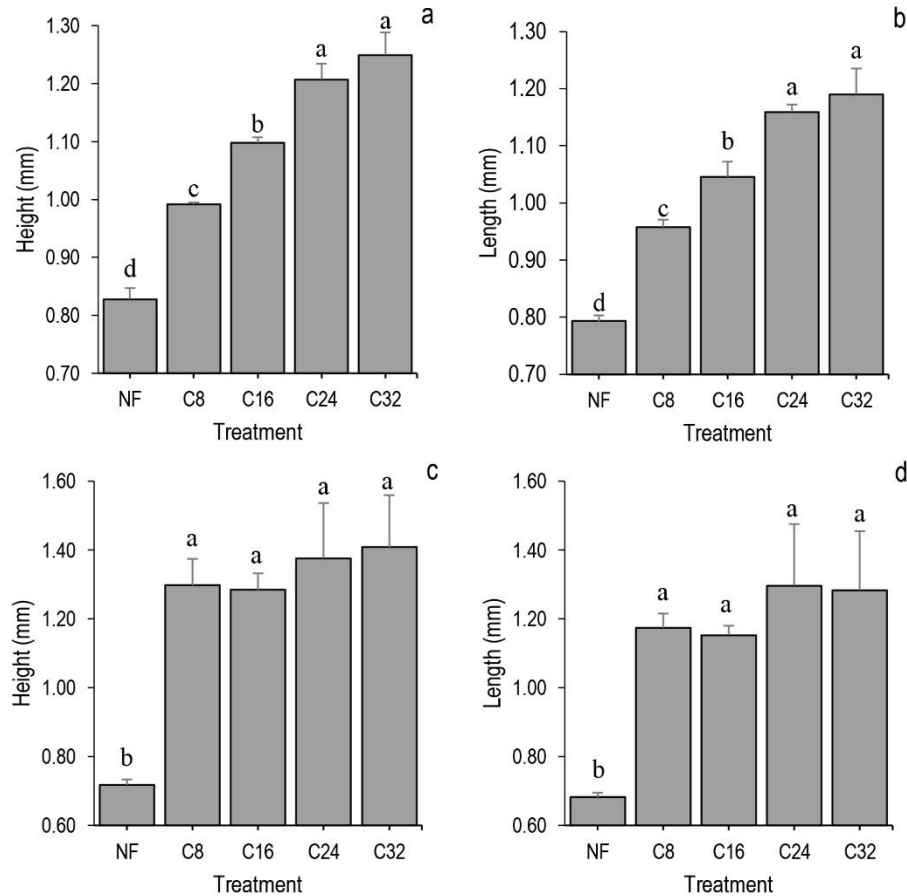 a
1.30
1.20
1.10
1.00
0.90
0.80
0.70
Height (mm)
d
c
b
a
a
NF C8 C16 C24 C32
Treatment
b
1.30
1.20
1.10
1.00
0.90
0.80
0.70
Length (mm)
d
c
b
a
a
NF C8 C16 C24 C32
Treatment
c
1.60
1.40
1.20
1.00
0.80
0.60
Height (mm)
b
a
a
a
a
NF C8 C16 C24 C32
Treatment
d
1.60
1.40
1.20
1.00
0.80
0.60
Length (mm)
b
a
a
a
a
NF C8 C16 C24 C32
Treatment